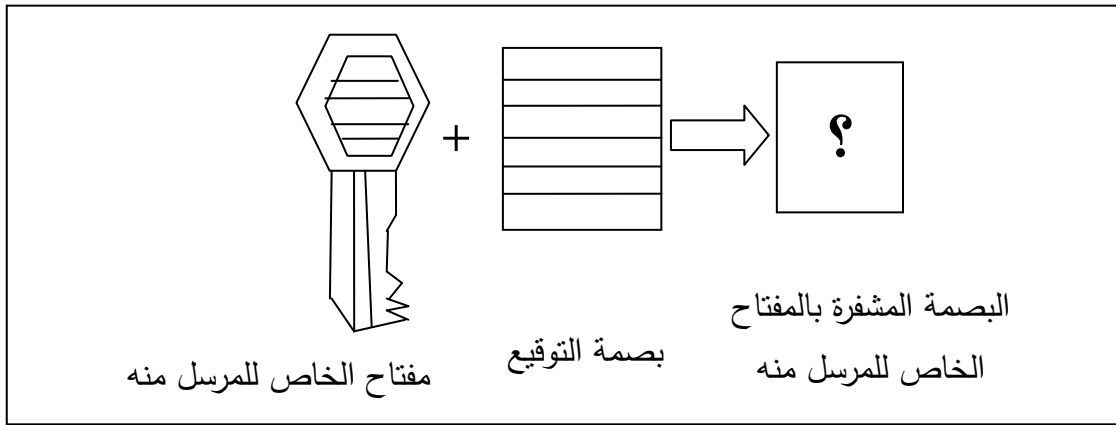 +
؟
البصمة المشفرة بالمفتاح
الخاص للمرسل منه
بصمة التوقيع
مفتاح الخاص للمرسل منه